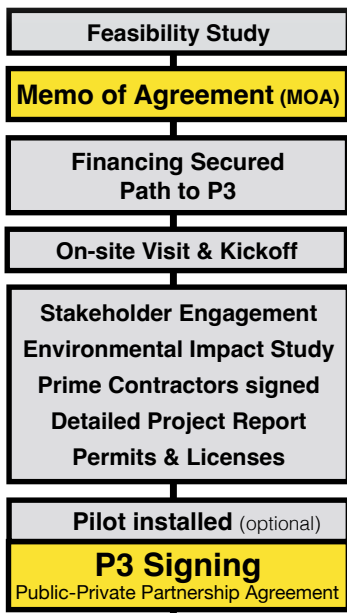 Feasibility Study
Memo of Agreement (MOA)
Financing Secured
Path to P3
On-site Visit & Kickoff
Stakeholder Engagement
Environmental Impact Study
Prime Contractors signed
Detailed Project Report
Permits & Licenses
Pilot installed (optional)
P3 Signing
Public-Private Partnership Agreement